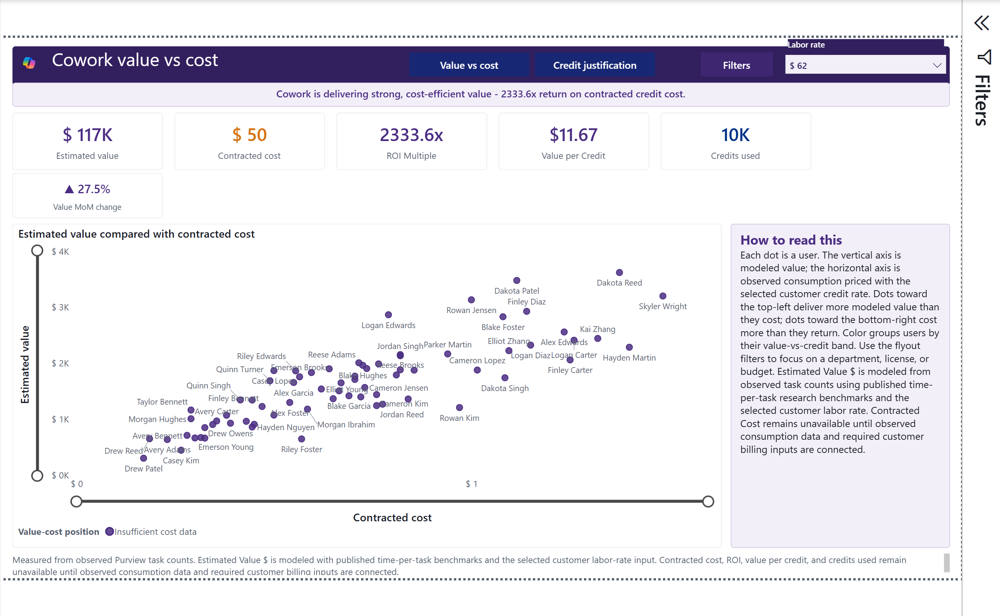 Labor rate
Cowork value vs cost
Value vs cost
Credit justification
Filters
$ 62
Filters
Cowork is delivering strong, cost-efficient value - 2333.6x return on contracted credit cost.
$ 117K
Estimated value
$ 50
Contracted cost
2333.6x
ROI Multiple
$11.67
Value per Credit
10K
Credits used
▲ 27.5%
Value MoM change
Estimated value compared with contracted cost
Estimated value
$ 4K
$ 3K
$ 2K
$ 1K
$ 0K
Dakota Reed
Dakota Patel
Finley Diaz
Skyler Wright
Rowan Jensen
Logan Edwards
Blake Foster
Kai Zhang
Elliot Zhang
Alex Edwards
Jordan Singh
Parker Martin
Riley Edwards
Reese Adams
Logan Diaz
Logan Carter
Hayden Martin
Cameron Lopez
Emerson Brooks
Reese Brooks
Quinn Turner
Finley Carter
Blake Hughes
Casey Lopez
Quinn Singh
Elliot Young
Cameron Jensen
Dakota Singh
Alex Garcia
Finley Bennett
Taylor Bennett
Blake Garcia
Cameron Kim
Avery Carter
Alex Foster
Jordan Reed
Rowan Kim
Morgan Hughes
Hayden Nguyen
Morgan Ibrahim
Drew Owens
Avery Bennett
Emerson Young
Riley Foster
Drew Reed
Avery Adams
Casey Kim
Drew Patel
$ 0
$ 1
Contracted cost
Value-cost position
Insufficient cost data
How to read this
Each dot is a user. The vertical axis is
modeled value; the horizontal axis is
observed consumption priced with the
selected customer credit rate. Dots toward
the top-left deliver more modeled value than
they cost; dots toward the bottom-right cost
more than they return. Color groups users by
their value-vs-credit band. Use the flyout
filters to focus on a department, license, or
budget. Estimated Value $ is modeled from
observed task counts using published time-
per-task research benchmarks and the
selected customer labor rate. Contracted
Cost remains unavailable until observed
consumption data and required customer
billing inputs are connected.
Measured from observed Purview task counts. Estimated Value $ is modeled with published time-per-task benchmarks and the selected customer labor-rate input. Contracted cost, ROI, value per credit, and credits used remain
unavailable until observed consumption data and required customer billing inputs are connected.